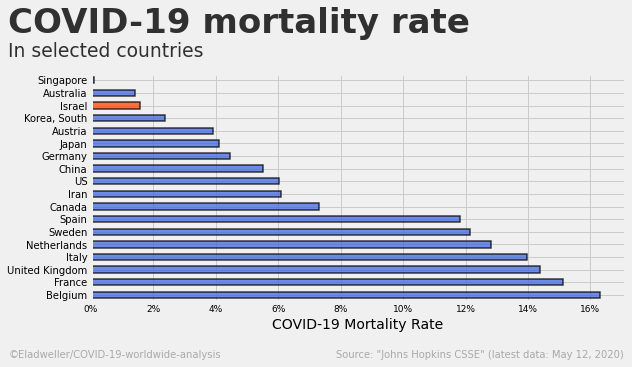 COVID-19 mortality rate
In selected countries
Singapore
Australia
Israel
Korea, South
Austria
Japan
Germany
China
US
Iran
Canada
Spain
Sweden
Netherlands
Italy
United Kingdom
France
Belgium
0% 2% 4% 6% 8% 10% 12% 14% 16%
COVID-19 Mortality Rate
©Eladweller/COVID-19-worldwide-analysis Source: "Johns Hopkins CSSE" (latest data: May 12, 2020)